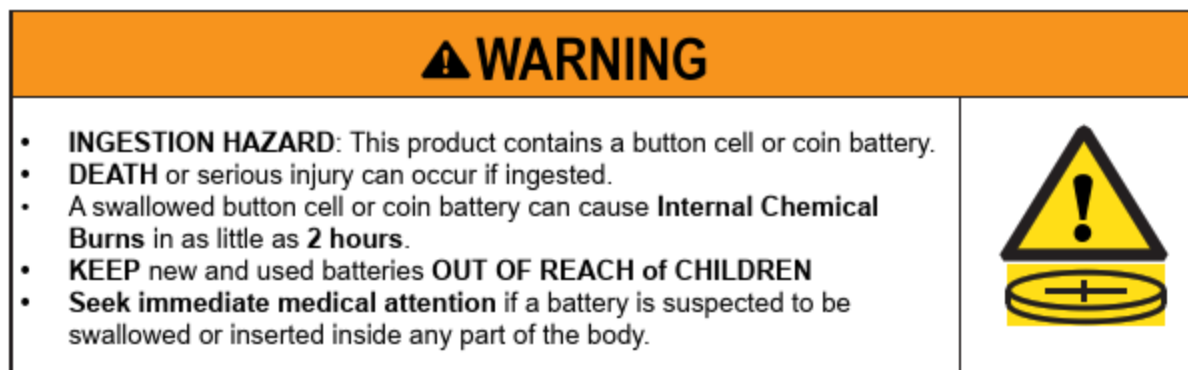 WARNING
• INGESTION HAZARD: This product contains a button cell or coin battery.
• DEATH or serious injury can occur if ingested.
• A swallowed button cell or coin battery can cause Internal Chemical
Burns in as little as 2 hours.
• KEEP new and used batteries OUT OF REACH of CHILDREN
• Seek immediate medical attention if a battery is suspected to be
swallowed or inserted inside any part of the body.